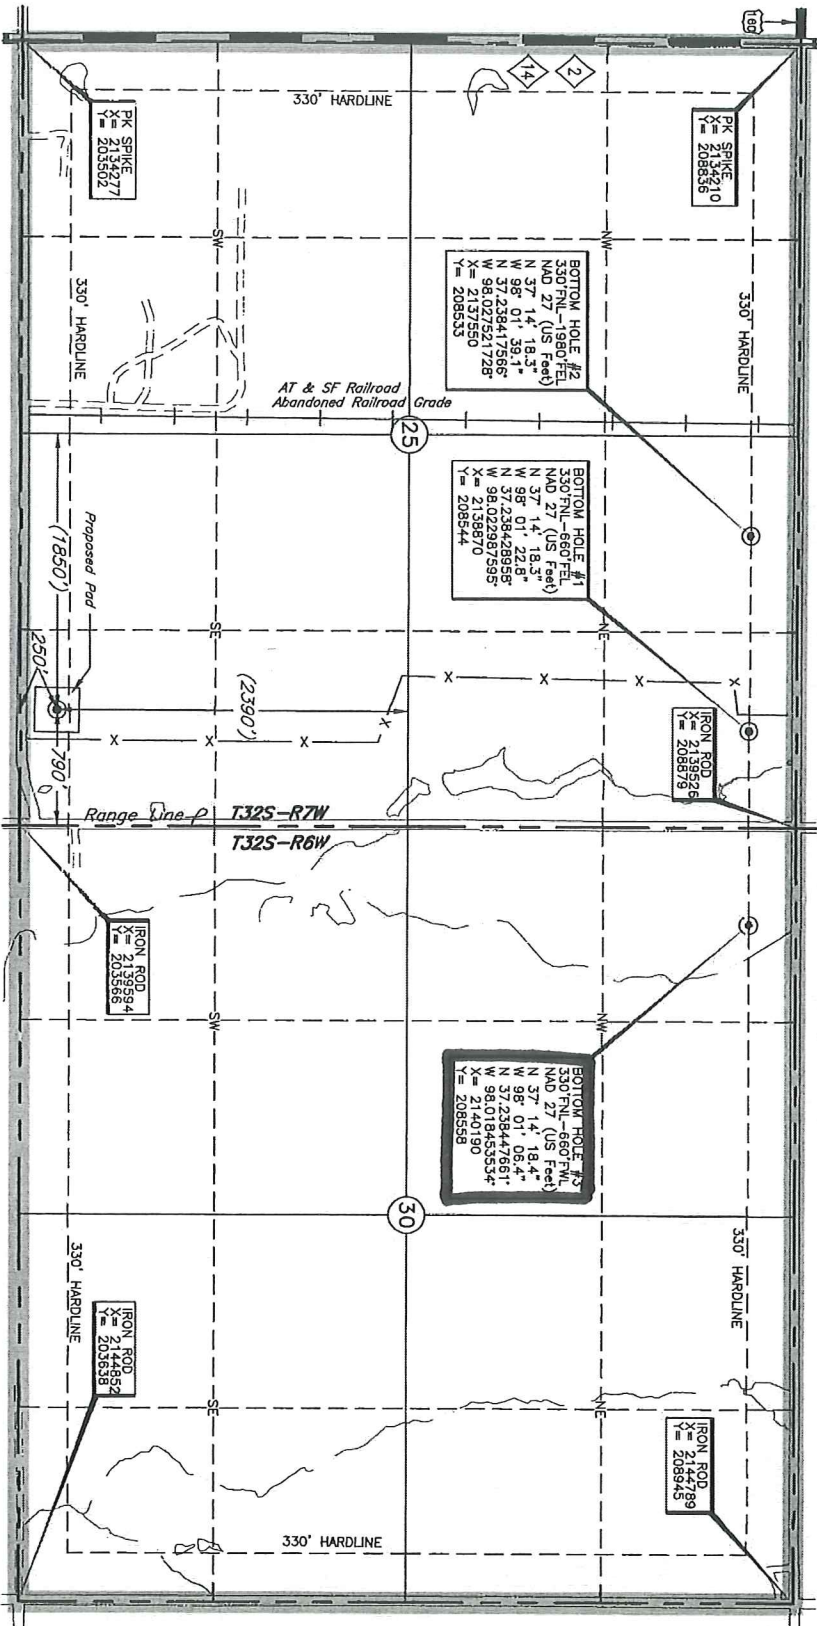 160
PK SPIKE
X= 2134210
Y= 208836
PK SPIKE
X= 2134277
Y= 203502
330' HARDLINE
2
14
NW
SW
330' HARDLINE
330' HARDLINE
BOTTOM HOLE #2
330'FNL-1980'FEL
NAD 27 (US Feet)
N 37° 14' 18.3"
W 98° 01' 39.1"
N 37.238417566°
W 98.027521728°
X= 2137550
Y= 208533
AT & SF Railroad
Abandoned Railroad Grade
25
BOTTOM HOLE #1
330'FNL-660'FEL
NAD 27 (US Feet)
N 37° 14' 18.3"
W 98° 01' 22.8"
N 37.238428958°
W 98.022987595°
X= 2138870
Y= 208544
Proposed Pad
(1850')
250'
790'
(2390')
NE
SE
X
X
X
X
X
X
X
X
IRON ROD
X= 2139526
Y= 208879
Range Line
T32S-R7W
T32S-R6W
IRON ROD
X= 2139594
Y= 203566
NW
SW
BOTTOM HOLE #3
330'FNL-660'FWL
NAD 27 (US Feet)
N 37° 14' 18.4"
W 98° 01' 06.4"
N 37.238447661°
W 98.018453534°
X= 2140190
Y= 208558
30
330' HARDLINE
330' HARDLINE
IRON ROD
X= 2144852
Y= 203638
NE
SE
IRON ROD
X= 2144789
Y= 208945
330' HARDLINE